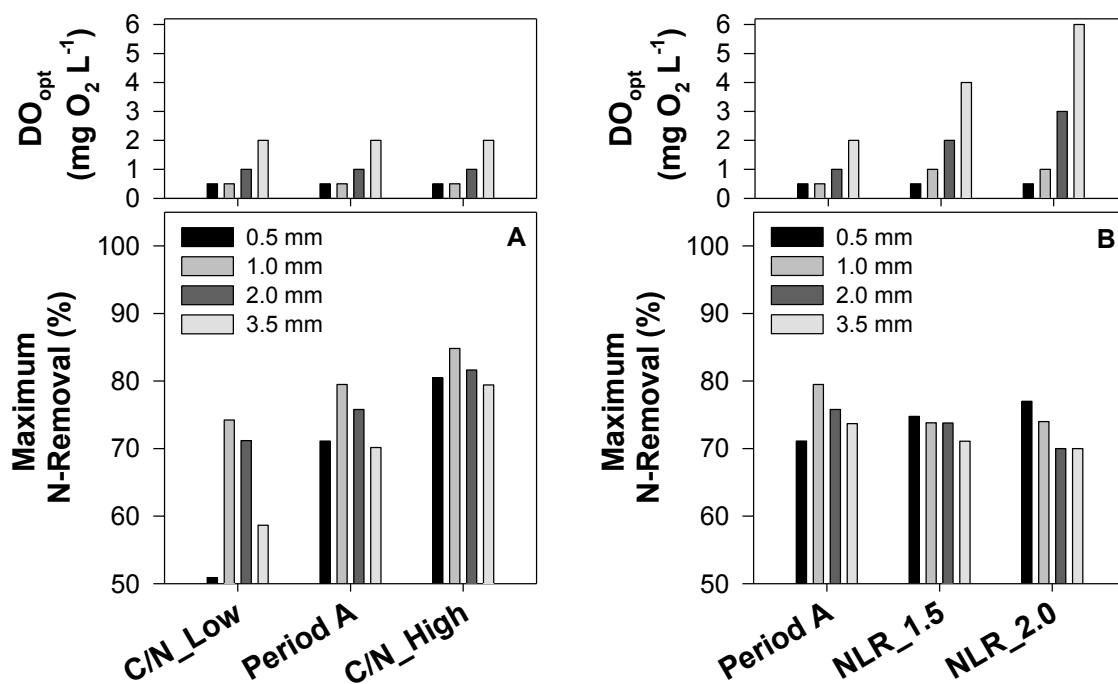 DO_opt
(mg O₂ L⁻¹)
6
5
4
3
2
1
0
A
0.5 mm
1.0 mm
2.0 mm
3.5 mm
Maximum
N-Removal (%)
100
90
80
70
60
50
C/N_Low
Period A
C/N_High
DO_opt
(mg O₂ L⁻¹)
6
5
4
3
2
1
0
B
0.5 mm
1.0 mm
2.0 mm
3.5 mm
Maximum
N-Removal (%)
100
90
80
70
60
50
Period A
NLR_1.5
NLR_2.0